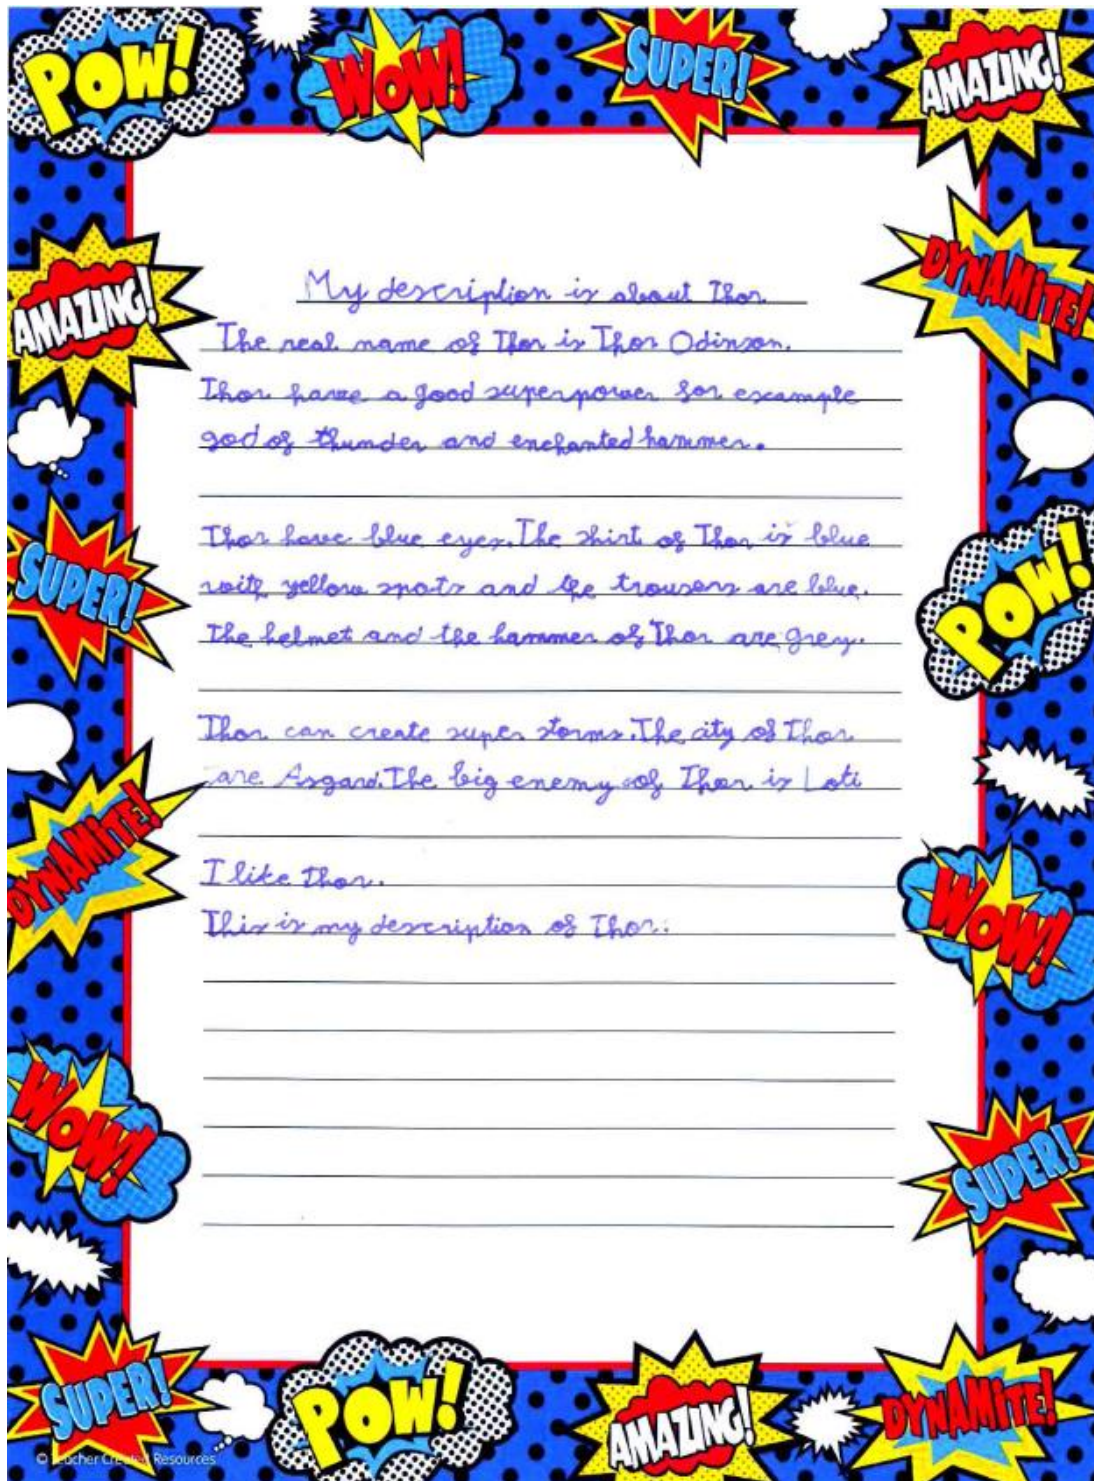 POW!
WOW!
SUPER!
AMAZING!
AMAZING!
DYNAMITE!
My description is about Thor
The real name of Thor is Thor Odinson.
Thor have a good superpower for example
god of thunder and enchanted hammer.
SUPER!
Thor have blue eyes. The shirt of Thor is blue
with yellow spots and the trousers are blue.
The helmet and the hammer of Thor are grey.
POW!
Thor can create super storms. The city of Thor
are Asgard. The big enemy of Thor is Loti
DYNAMITE!
I like Thor.
This is my description of Thor.
WOW!
WOW!
SUPER!
SUPER!
POW!
AMAZING!
DYNAMITE!
© Teacher Created Resources